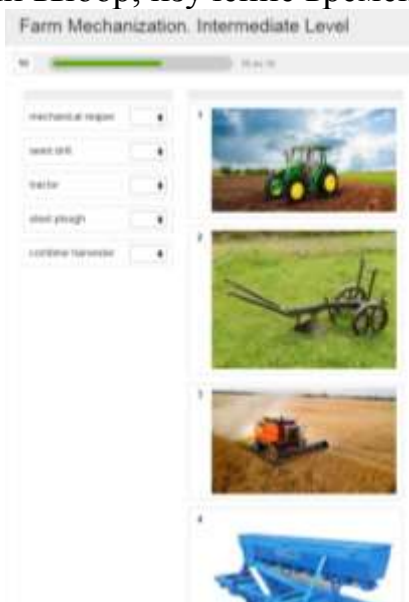 Farm Mechanization. Intermediate Level
mechanical reaper
seed drill
tractor
steel plough
combine harvester
1
2
3
4